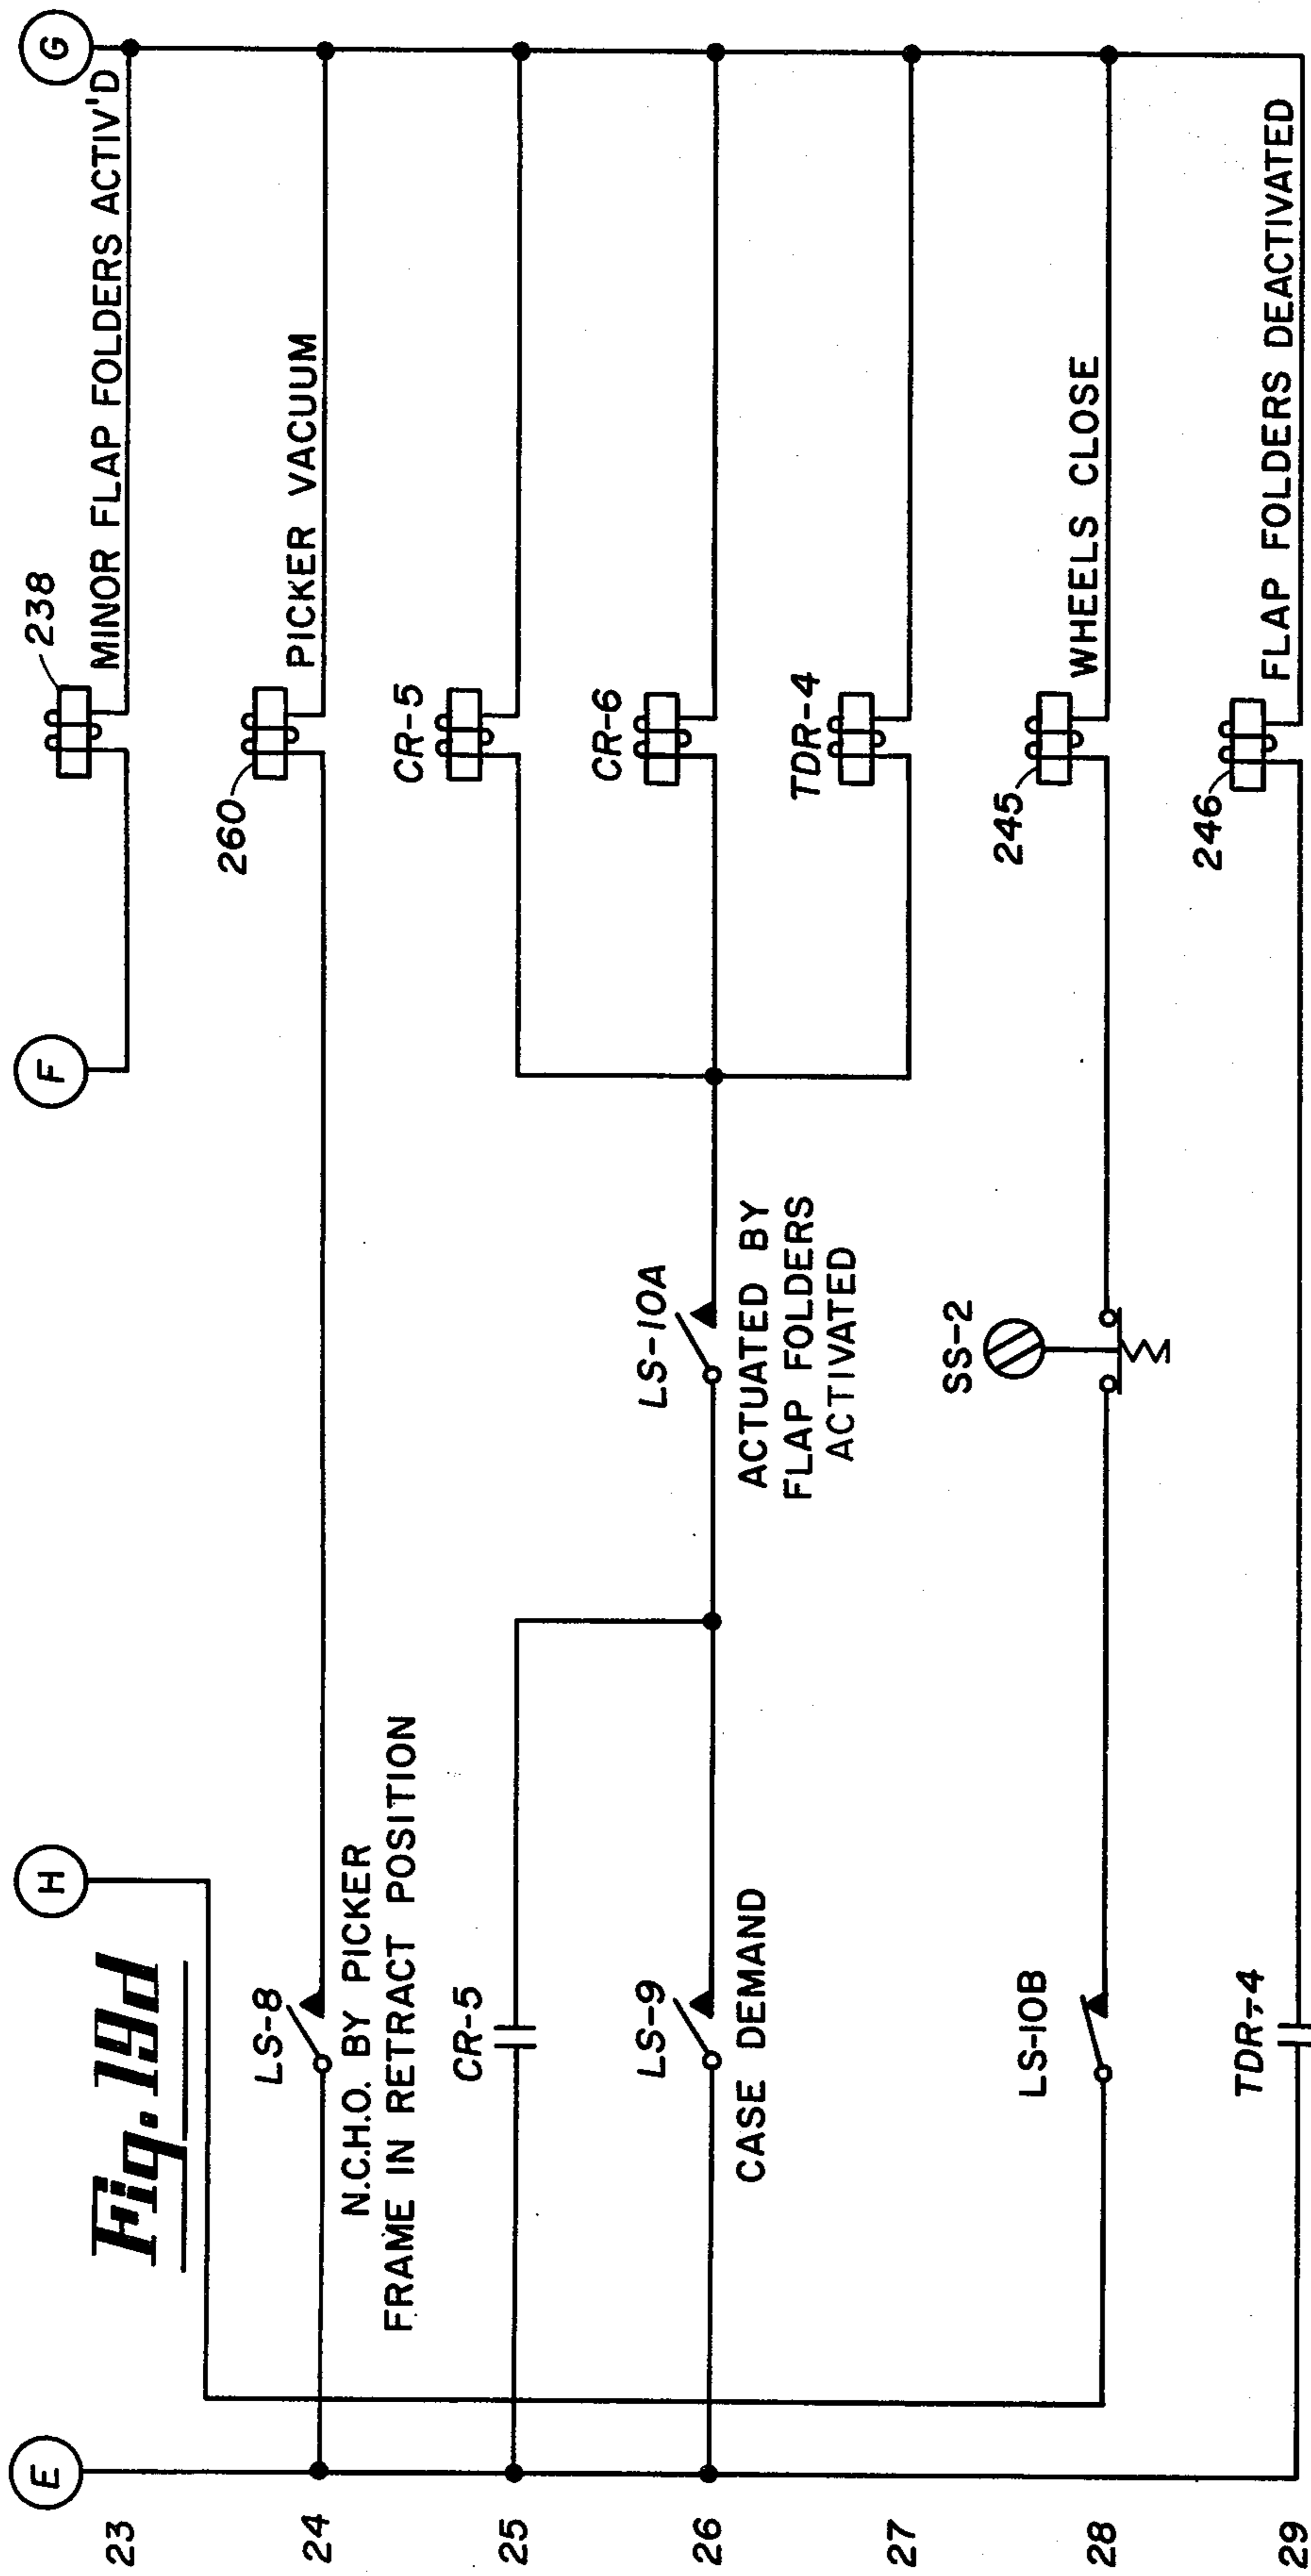 Fig. 19d
E
H
F
G
23
238
MINOR FLAP FOLDERS ACTIV'D
24
LS-8
N.C.H.O. BY PICKER
FRAME IN RETRACT POSITION
260
PICKER VACUUM
25
CR-5
CR-5
26
LS-9
CASE DEMAND
LS-10A
ACTUATED BY
FLAP FOLDERS
ACTIVATED
CR-6
27
TDR-4
28
LS-10B
SS-2
245
WHEELS CLOSE
29
TDR-4
246
FLAP FOLDERS DEACTIVATED